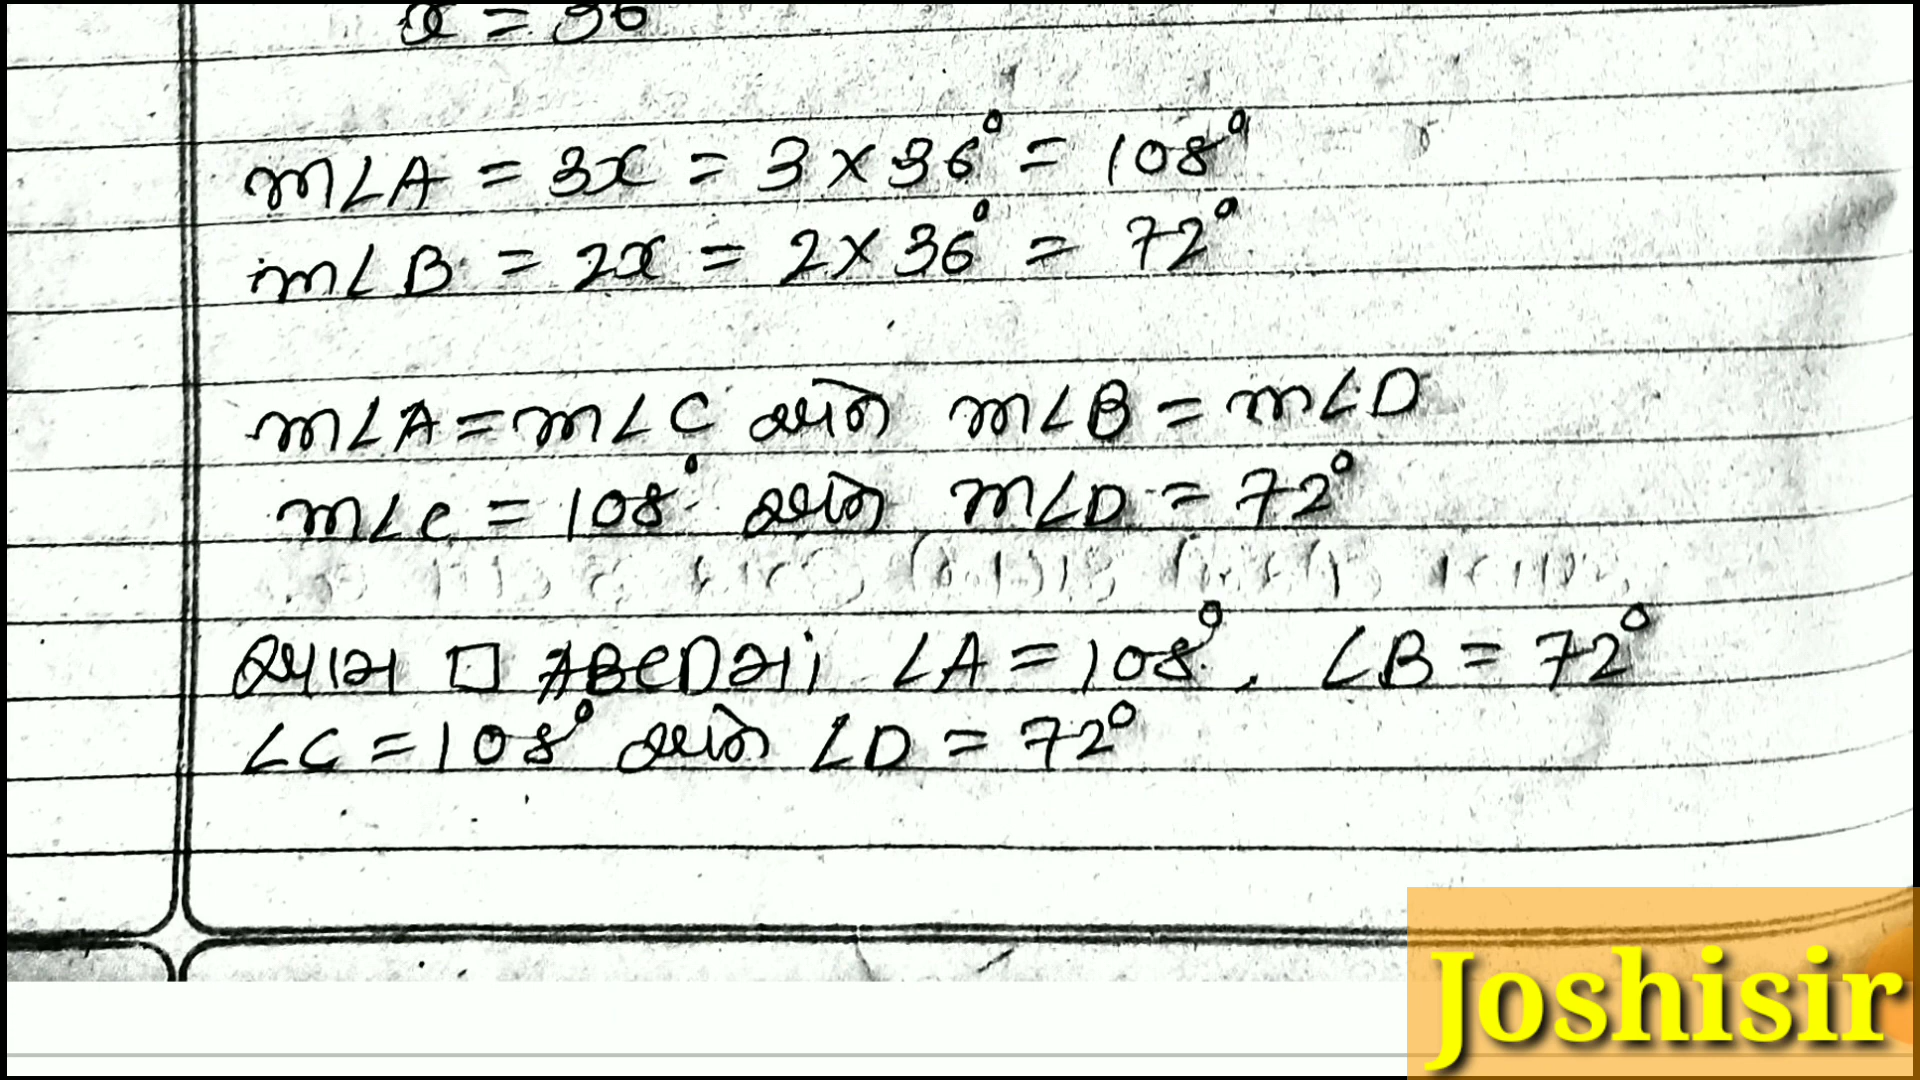 x = 36
m∠A = 3x = 3 × 36° = 108°
m∠B = 2x = 2 × 36° = 72°
m∠A = m∠C અને m∠B = m∠D
m∠C = 108° અને m∠D = 72°
આમ □ ABCDમાં ∠A = 108°, ∠B = 72°
∠C = 108° અને ∠D = 72°
Joshisir